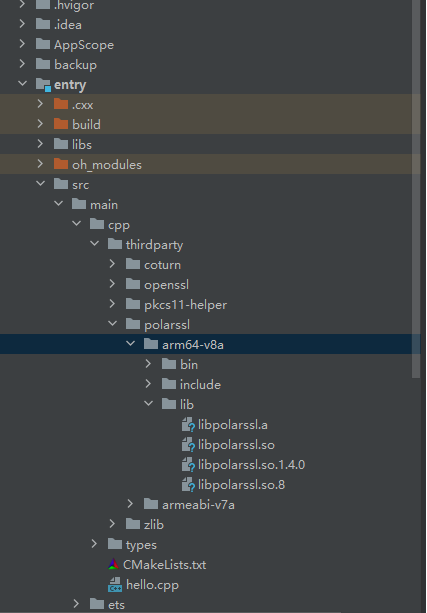 .hvigor
.idea
AppScope
backup
entry
.cxx
build
libs
oh_modules
src
main
cpp
thirdparty
coturn
openssl
pkcs11-helper
polarssl
arm64-v8a
bin
include
lib
libpolarssl.a
libpolarssl.so
libpolarssl.so.1.4.0
libpolarssl.so.8
armeabi-v7a
zlib
types
CMakeLists.txt
hello.cpp
ets